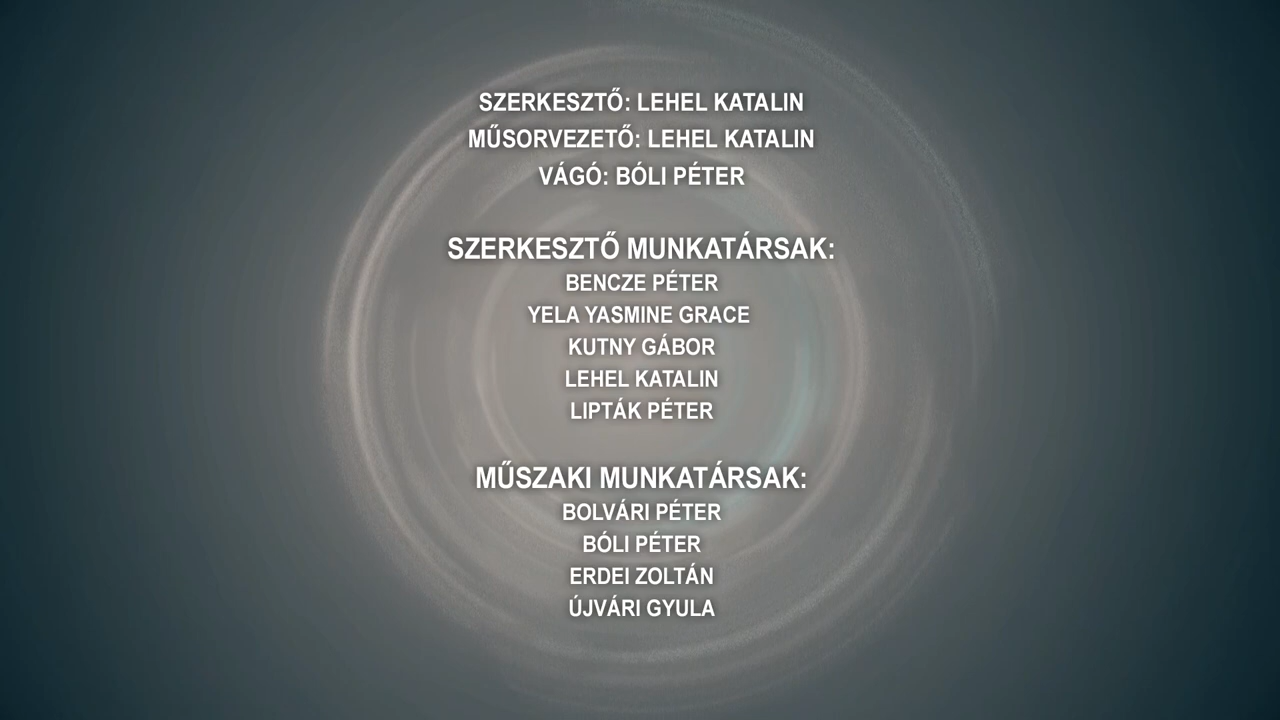 SZERKESZTŐ: LEHEL KATALIN
MŰSORVEZETŐ: LEHEL KATALIN
VÁGÓ: BÓLI PÉTER
SZERKESZTŐ MUNKATÁRSAK:
BENCZE PÉTER
YELA YASMINE GRACE
KUTNY GÁBOR
LEHEL KATALIN
LIPTÁK PÉTER
MŰSZAKI MUNKATÁRSAK:
BOLVÁRI PÉTER
BÓLI PÉTER
ERDEI ZOLTÁN
ÚJVÁRI GYULA